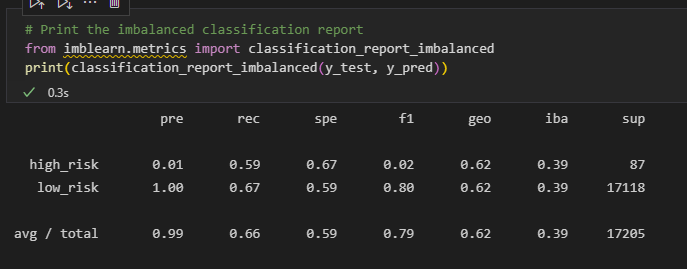 # Print the imbalanced classification report
from imblearn.metrics import classification_report_imbalanced
print(classification_report_imbalanced(y_test, y_pred))
0.3s
pre rec spe f1 geo iba sup
high_risk 0.01 0.59 0.67 0.02 0.62 0.39 87
low_risk 1.00 0.67 0.59 0.80 0.62 0.39 17118
avg / total 0.99 0.66 0.59 0.79 0.62 0.39 17205